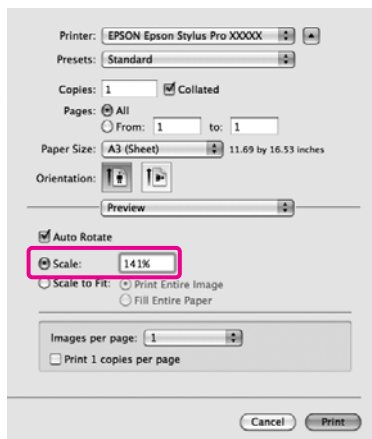 Printer: EPSON Epson Stylus Pro XXXXX
Presets: Standard
Copies: 1 Collated
Pages: All
From: 1 to: 1
Paper Size: A3 (Sheet) 11.69 by 16.53 inches
Orientation:
Preview
Auto Rotate
Scale: 141%
Scale to Fit: Print Entire Image
Fill Entire Paper
Images per page: 1
Print 1 copies per page
Cancel Print